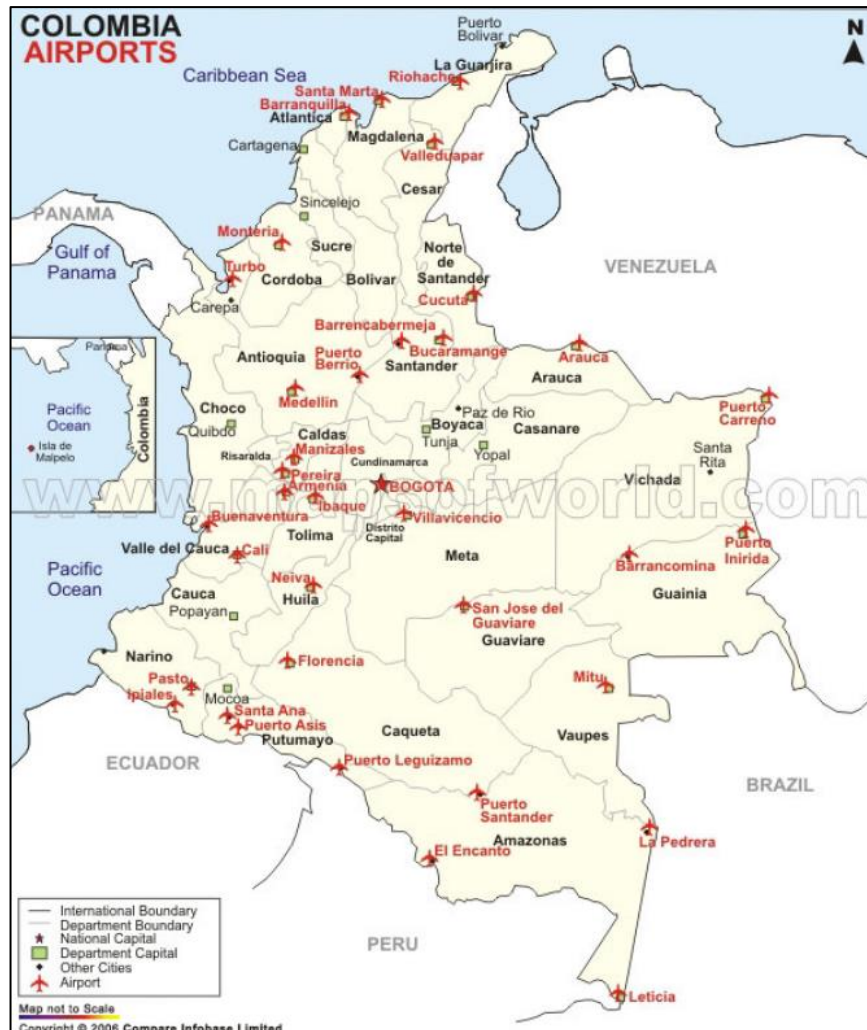 COLOMBIA
AIRPORTS
N
Puerto
Bolivar
La Guarjira
Caribbean Sea
Riohache
Santa Marta
Barranquilla
Atlantica
Magdalena
Cartagena
Valleduapar
Cesar
Sincelejo
PANAMA
Monteria
Sucre
Norte
de
Santander
Gulf of
Panama
VENEZUELA
Turbo
Cordoba
Bolivar
Carepa
Cucuta
Barrencabermeja
Bucaramange
Arauca
Panama
Antioquia
Puerto
Berrio
Santander
Arauca
Medellin
Puerto
Carreno
Pacific
Ocean
Colombia
Choco
Quibdo
Paz de Rio
Boyaca
Tunja
Casanare
Isla de
Malpelo
Caldas
Manizales
Risaralda
Cundinamarca
Yopal
Santa
Rita
Vichada
Pereira
Armenia
BOGOTA
www.mapsofworld.com
Ibaque
Buenaventura
Distrito
Capital
Villavicencio
Tolima
Valle del Cauca
Cali
Meta
Puerto
Inirida
Barrancomina
Pacific
Ocean
Neiva
Cauca
Huila
Guainia
Popayan
San Jose del
Guaviare
Guaviare
Narino
Florencia
Pasto
Mitu
Ipiales
Mocoa
Santa Ana
Puerto Asis
Putumayo
Caqueta
Vaupes
ECUADOR
Puerto Leguizamo
BRAZIL
Puerto
Santander
Amazonas
La Pedrera
El Encanto
International Boundary
Department Boundary
National Capital
Department Capital
Other Cities
Airport
PERU
Leticia
Map not to Scale
Copyright © 2006 Compare Infobase Limited